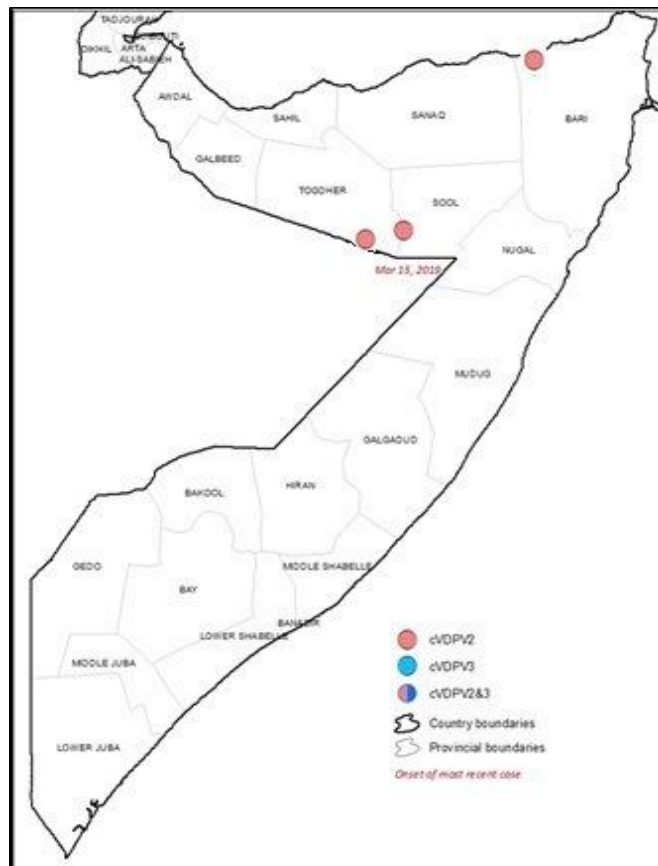 TADJOURAH
DIKHIL
ARTA
ALI-SABIEH
AWDAL
SAHIL
SANAQ
BARI
GALBEED
TOGDHER
SOOL
NUGAL
Mar 15, 2019
MUDUG
GALGADUD
HIRAN
BAKOOL
GEDO
BAY
MIDDLE SHABELLE
BANADIR
LOWER SHABELLE
MIDDLE JUBA
LOWER JUBA
cVDPV2
cVDPV3
cVDPV2&3
Country boundaries
Provincial boundaries
Onset of most recent case